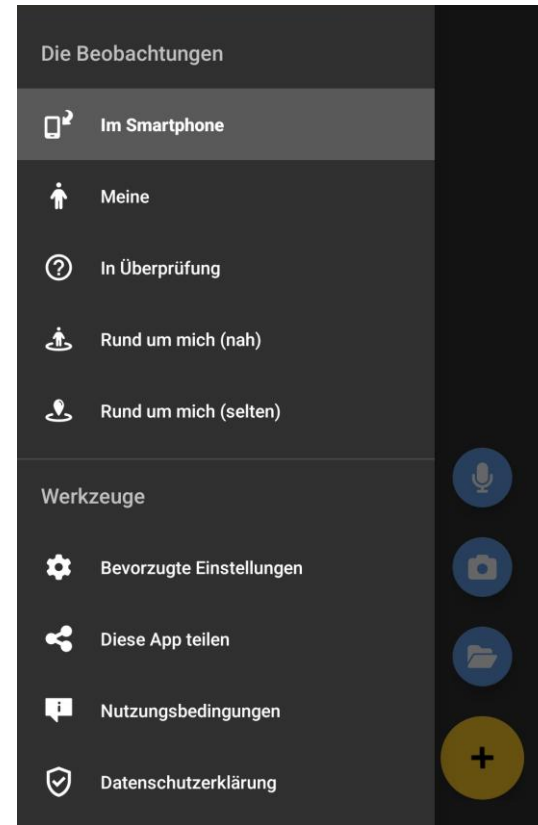 Die Beobachtungen
Im Smartphone
Meine
In Überprüfung
Rund um mich (nah)
Rund um mich (selten)
Werkzeuge
Bevorzugte Einstellungen
Diese App teilen
Nutzungsbedingungen
Datenschutzerklärung